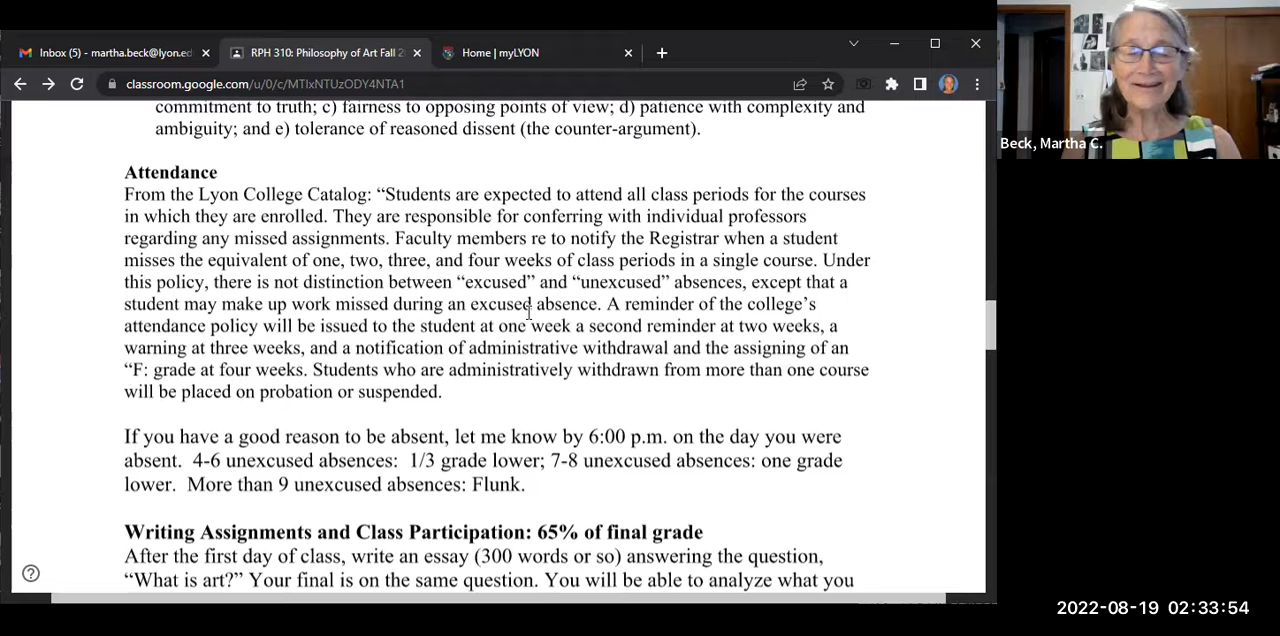 Inbox (5) - martha.beck@lyon.ed
RPH 310: Philosophy of Art Fall
Home | myLYON
classroom.google.com/u/0/c/MTIxNTUzODY4NTA1
commitment to truth; c) fairness to opposing points of view; d) patience with complexity and
ambiguity; and e) tolerance of reasoned dissent (the counter-argument).
Attendance
From the Lyon College Catalog: “Students are expected to attend all class periods for the courses
in which they are enrolled. They are responsible for conferring with individual professors
regarding any missed assignments. Faculty members re to notify the Registrar when a student
misses the equivalent of one, two, three, and four weeks of class periods in a single course. Under
this policy, there is not distinction between “excused” and “unexcused” absences, except that a
student may make up work missed during an excused absence. A reminder of the college’s
attendance policy will be issued to the student at one week a second reminder at two weeks, a
warning at three weeks, and a notification of administrative withdrawal and the assigning of an
“F: grade at four weeks. Students who are administratively withdrawn from more than one course
will be placed on probation or suspended.
If you have a good reason to be absent, let me know by 6:00 p.m. on the day you were
absent.  4-6 unexcused absences:  1/3 grade lower; 7-8 unexcused absences: one grade
lower.  More than 9 unexcused absences: Flunk.
Writing Assignments and Class Participation: 65% of final grade
After the first day of class, write an essay (300 words or so) answering the question,
“What is art?” Your final is on the same question. You will be able to analyze what you
Beck, Martha C.
2022-08-19 02:33:54